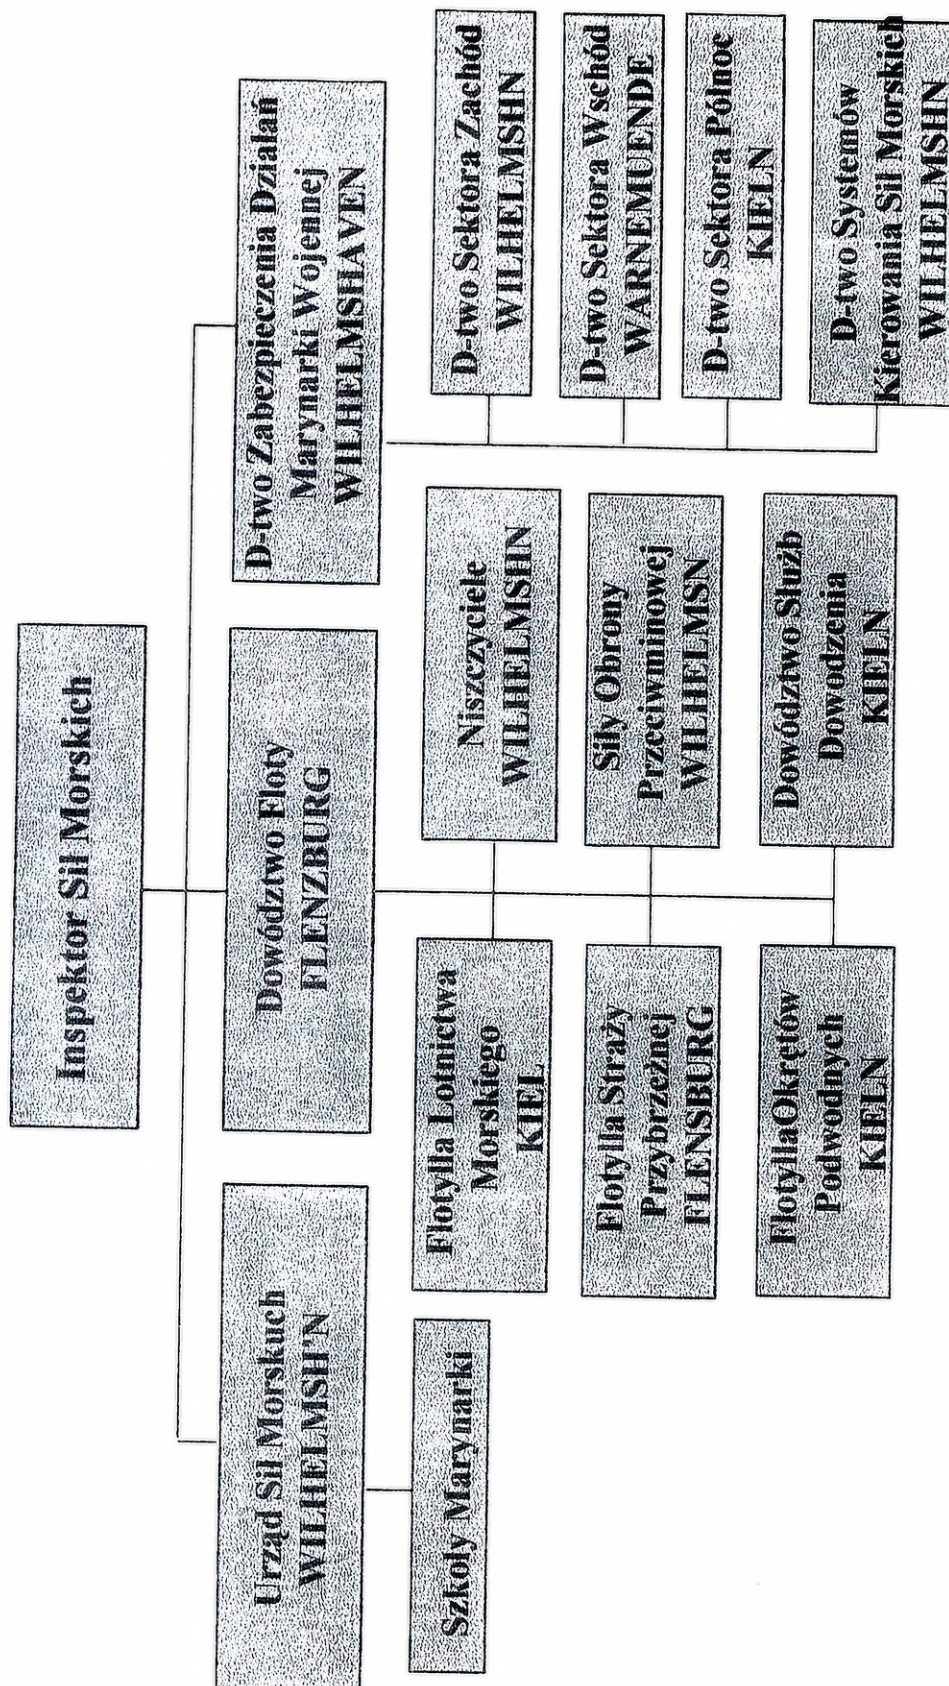 Inspektor Sił Morskich
Urząd Sił Morskuch
WILHELMSH'N
Dowództwo Floty
FLENZBURG
D-two Zabezpieczenia Działań
Marynarki Wojennej
WILHELMSHAVEN
Szkoły Marynarki
Flotylla Lotnictwa
Morskiego
KIEL
Niszczyciele
WILHELMSHN
Flotylla Straży
Przybrzeżnej
FLENSBURG
Siły Obrony
Przeciwminowej
WILHELMSN
FlotyllaOkrętów
Podwodnych
KIELN
Dowództwo Służb
Dowodzenia
KIELN
D-two Sektora Zachód
WILHELMSHN
D-two Sektora Wschód
WARNEMUENDE
D-two Sektora Północ
KIELN
D-two Systemów
Kierowania Sił Morskich
WILHELMSHN